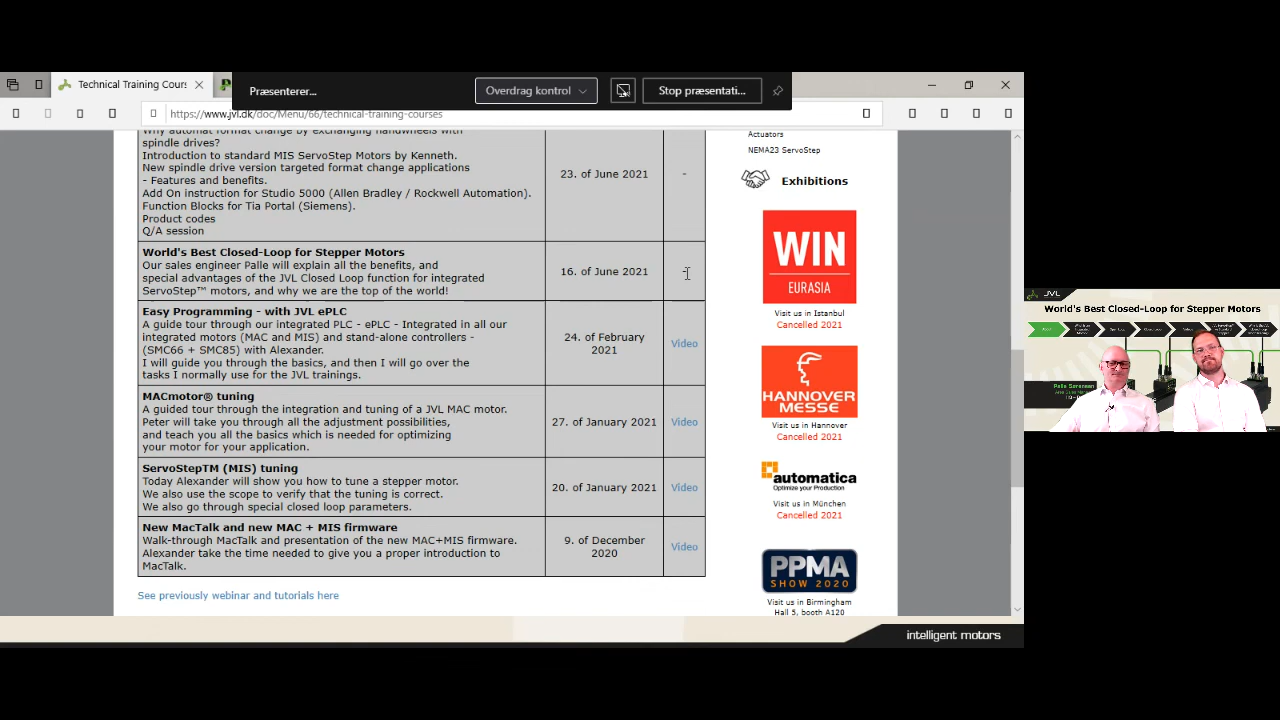 Technical Training Cours
Præsenterer...
Overdrag kontrol
Stop præsentati...
https://www.jvl.dk/doc/Menu/66/technical-training-courses
Why automat format change by exchanging handwheels with
spindle drives?
Introduction to standard MIS ServoStep Motors by Kenneth.
New spindle drive version targeted format change applications
- Features and benefits.
Add On instruction for Studio 5000 (Allen Bradley / Rockwell Automation).
Function Blocks for Tia Portal (Siemens).
Product codes
Q/A session
23. of June 2021
-
World's Best Closed-Loop for Stepper Motors
Our sales engineer Palle will explain all the benefits, and
special advantages of the JVL Closed Loop function for integrated
ServoStep™ motors, and why we are the top of the world!
16. of June 2021
-
Easy Programming - with JVL ePLC
A guide tour through our integrated PLC - ePLC - Integrated in all our
integrated motors (MAC and MIS) and stand-alone controllers -
(SMC66 + SMC85) with Alexander.
I will guide you through the basics, and then I will go over the
tasks I normally use for the JVL trainings.
24. of February
2021
Video
MACmotor® tuning
A guided tour through the integration and tuning of a JVL MAC motor.
Peter will take you through all the adjustment possibilities,
and teach you all the basics which is needed for optimizing
your motor for your application.
27. of January 2021
Video
ServoStepTM (MIS) tuning
Today Alexander will show you how to tune a stepper motor.
We also use the scope to verify that the tuning is correct.
We also go through special closed loop parameters.
20. of January 2021
Video
New MacTalk and new MAC + MIS firmware
Walk-through MacTalk and presentation of the new MAC+MIS firmware.
Alexander take the time needed to give you a proper introduction to
MacTalk.
9. of December
2020
Video
See previously webinar and tutorials here
Actuators
NEMA23 ServoStep
Exhibitions
WIN
EURASIA
Visit us in Istanbul
Cancelled 2021
HANNOVER
MESSE
Visit us in Hannover
Cancelled 2021
automatica
Optimize your Production
Visit us in München
Cancelled 2021
PPMA
SHOW 2020
Visit us in Birmingham
Hall 5, booth A120
intelligent motors
JVL
World's Best Closed-Loop for Stepper Motors